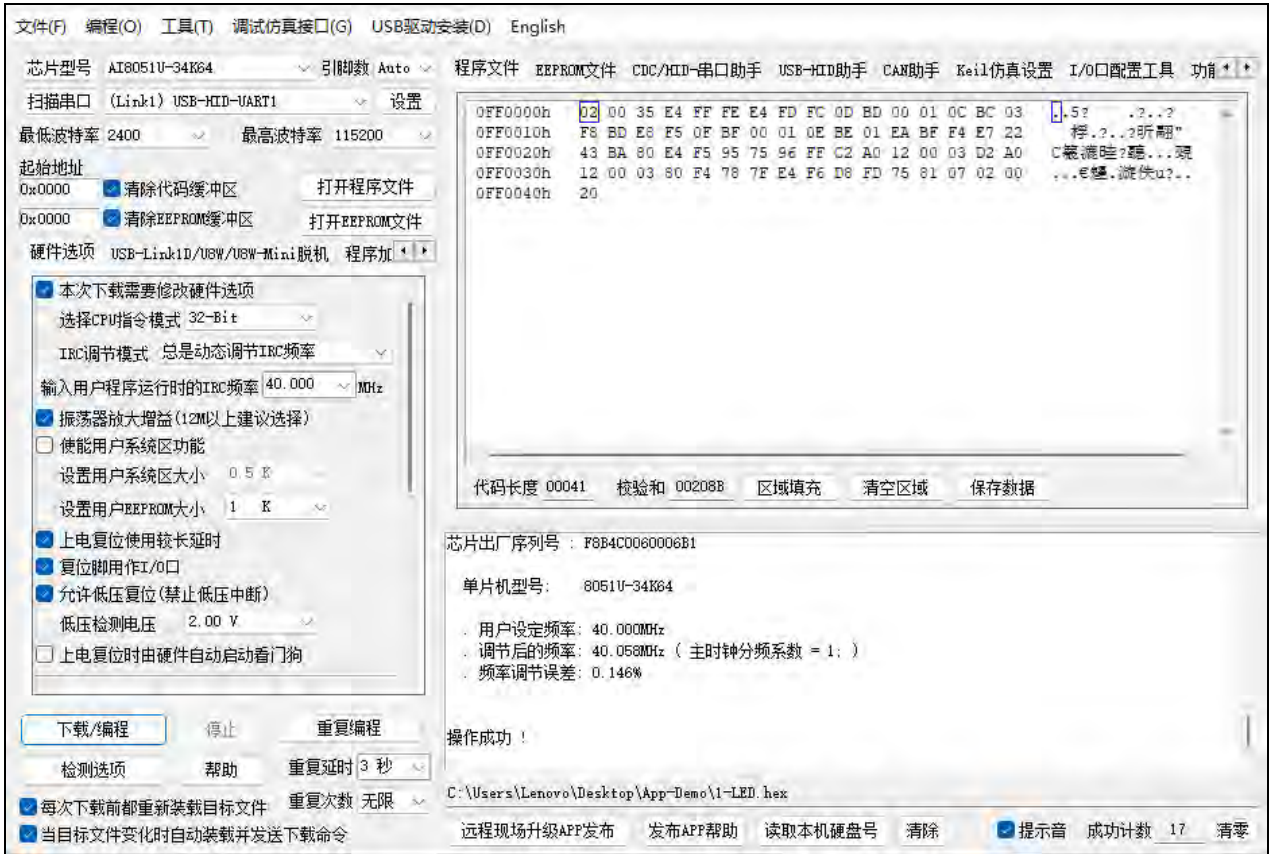 文件(F) 编程(O) 工具(T) 调试仿真接口(G) USB驱动安装(D) English
芯片型号 AI8051U-34K64 引脚数 Auto
扫描串口 (Link1) USB-HID-UART1 设置
最低波特率 2400 最高波特率 115200
起始地址
0x0000 清除代码缓冲区 打开程序文件
0x0000 清除EEPROM缓冲区 打开EEPROM文件
硬件选项 USB-Link1D/U8W/U8W-Mini脱机 程序加
本次下载需要修改硬件选项
选择CPU指令模式 32-Bit
IRC调节模式 总是动态调节IRC频率
输入用户程序运行时的IRC频率 40.000 MHz
振荡器放大增益(12M以上建议选择)
使能用户系统区功能
设置用户系统区大小 0.5 K
设置用户EEPROM大小 1 K
上电复位使用较长延时
复位脚用作I/O口
允许低压复位(禁止低压中断)
低压检测电压 2.00 V
上电复位时由硬件自动启动看门狗
下载/编程 停止 重复编程
检测选项 帮助 重复延时 3 秒
每次下载前都重新装载目标文件 重复次数 无限
当目标文件变化时自动装载并发送下载命令
程序文件 EEPROM文件 CDC/HID-串口助手 USB-HID助手 CAN助手 Keil仿真设置 I/O口配置工具
0FF0000h 02 00 35 E4 FF FE E4 FD FC 0D BD 00 01 0C BC 03 ..5? .?..?
0FF0010h F8 BD E8 F5 0F BF 00 01 0E BE 01 EA BF F4 E7 22
0FF0020h 43 BA 80 E4 F5 95 75 96 FF C2 A0 12 00 03 D2 A0
0FF0030h 12 00 03 80 F4 78 7F E4 F6 D8 FD 75 81 07 02 00
0FF0040h 20
代码长度 00041 校验和 00208B 区域填充 清空区域 保存数据
芯片出厂序列号 : F8B4C0060006B1
单片机型号: 8051U-34K64
. 用户设定频率: 40.000MHz
. 调节后的频率: 40.058MHz ( 主时钟分频系数 = 1; )
. 频率调节误差: 0.146%
操作成功 !
C:\Users\Lenovo\Desktop\App-Demo\1-LED.hex
远程现场升级APP发布 发布APP帮助 读取本机硬盘号 清除 提示音 成功计数 17 清零